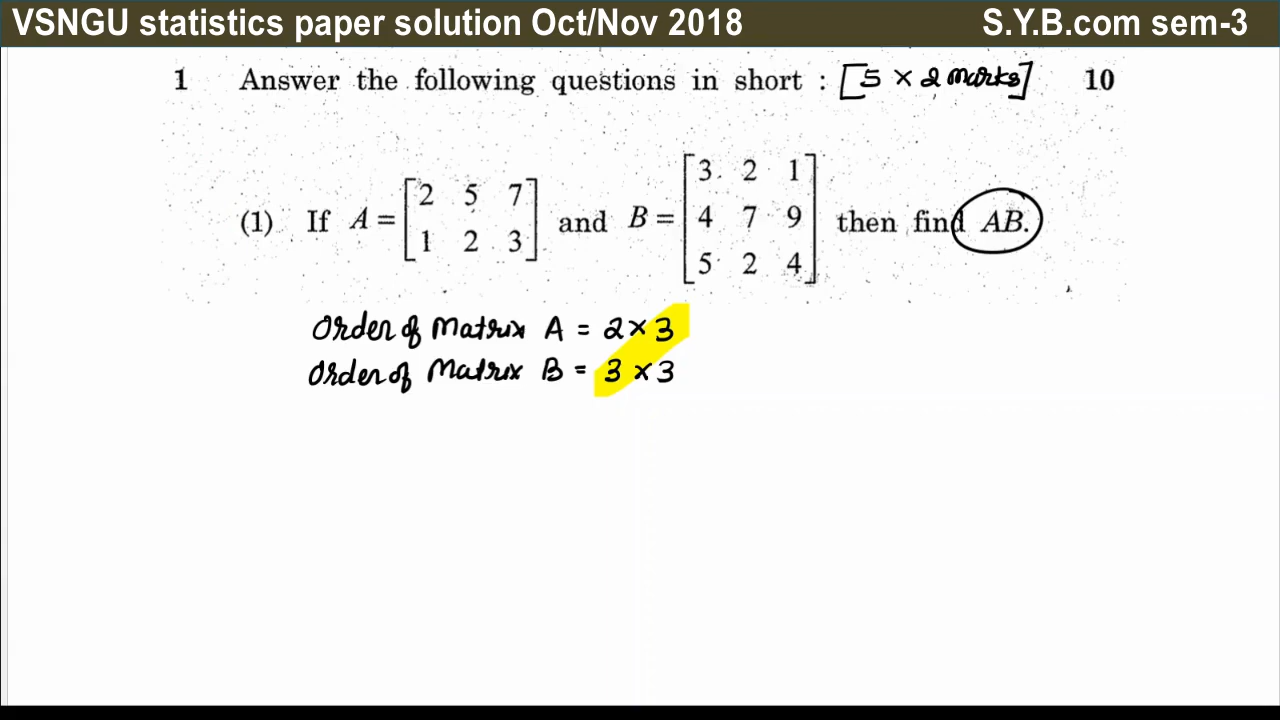 VSNGU statistics paper solution Oct/Nov 2018 S.Y.B.com sem-3
1 Answer the following questions in short : [5 × 2 marks] 10
(1) If A = [2 5 7; 1 2 3] and B = [3 2 1; 4 7 9; 5 2 4] then find AB.
Order of Matrix A = 2 × 3
Order of Matrix B = 3 × 3